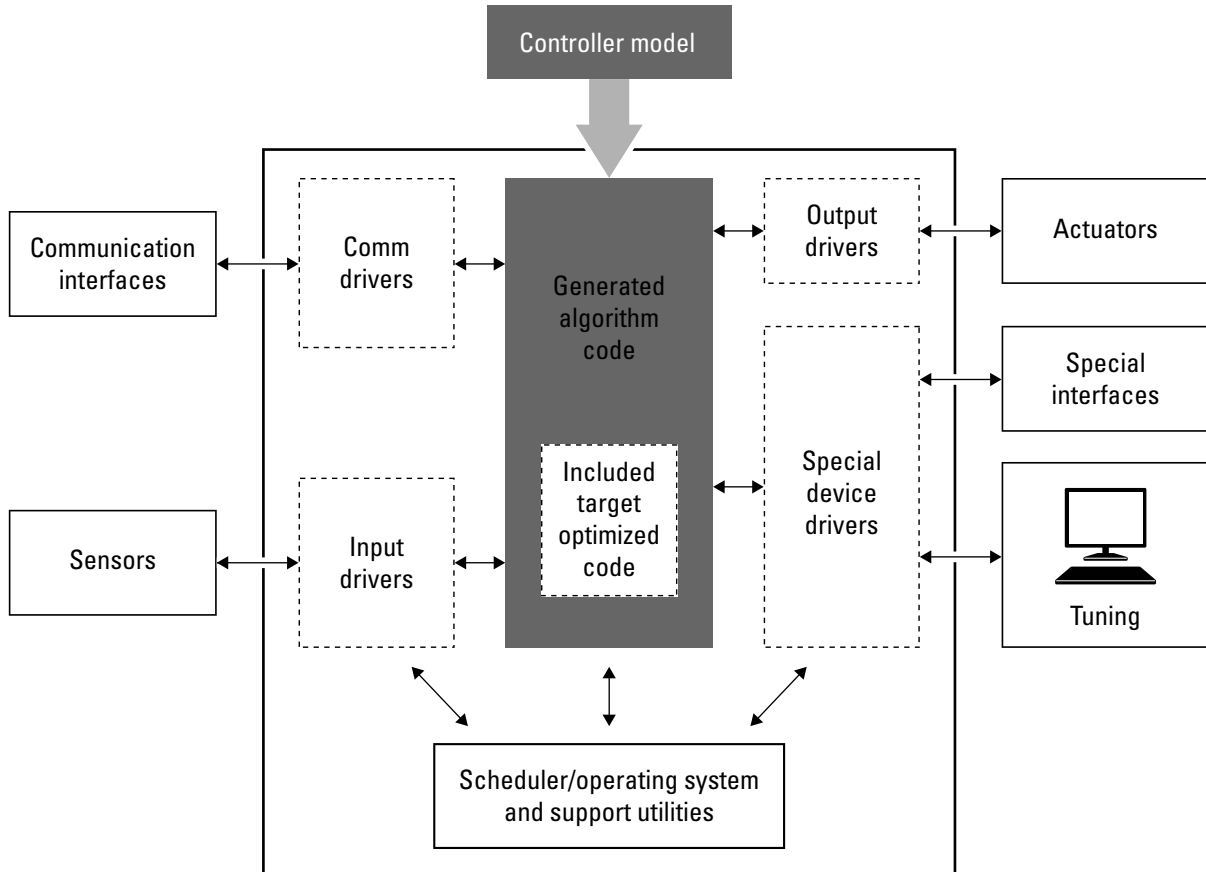 Controller model
Communication
interfaces
Comm
drivers
Generated
algorithm
code
Output
drivers
Actuators
Special
interfaces
Sensors
Input
drivers
Included
target
optimized
code
Special
device
drivers
Tuning
Scheduler/operating system
and support utilities